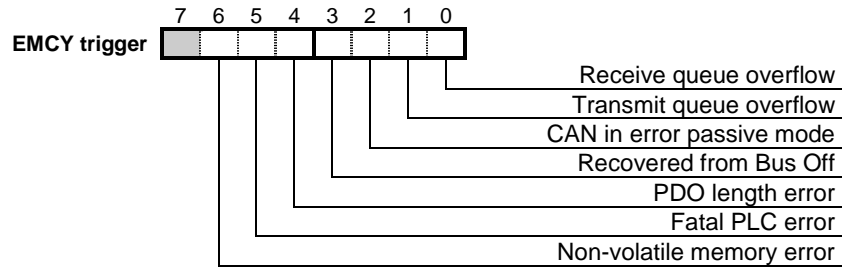 7 6 5 4 3 2 1 0
EMCY trigger
Receive queue overflow
Transmit queue overflow
CAN in error passive mode
Recovered from Bus Off
PDO length error
Fatal PLC error
Non-volatile memory error